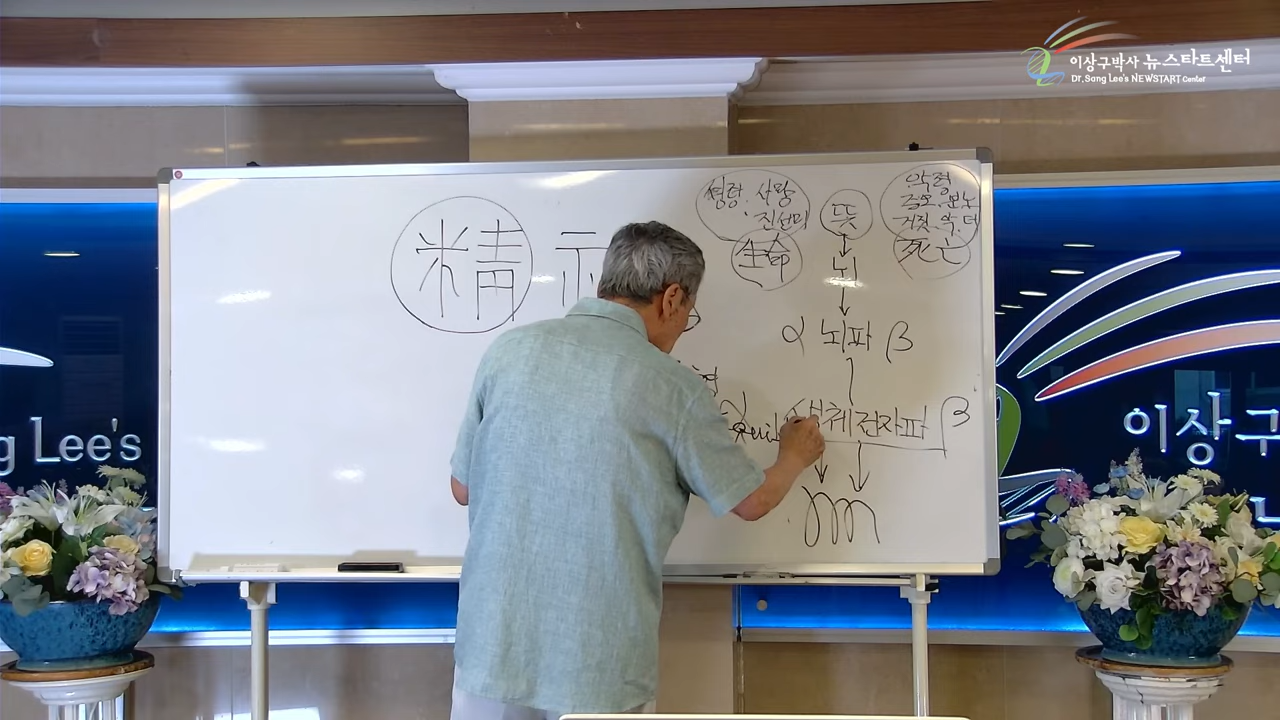 이상구박사 뉴스타트센터
Dr. Sang Lee's NEWSTART Center
精
성령, 사랑
진선미
生命
뜻
악령
증오, 분노
거짓, 악, 더
死亡
뇌
α 뇌파 β
생체전자파 β
g Lee's
이상구